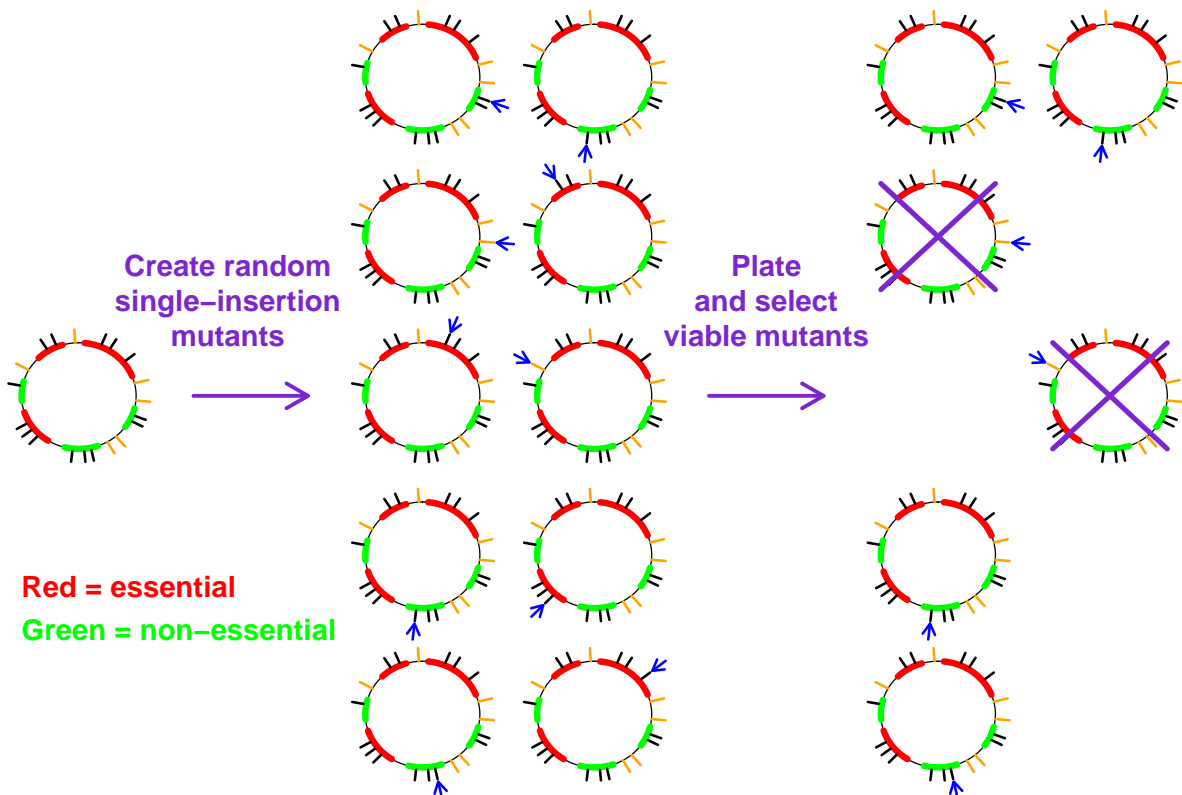 Create random
single−insertion
mutants
Plate
and select
viable mutants
Red = essential
Green = non−essential